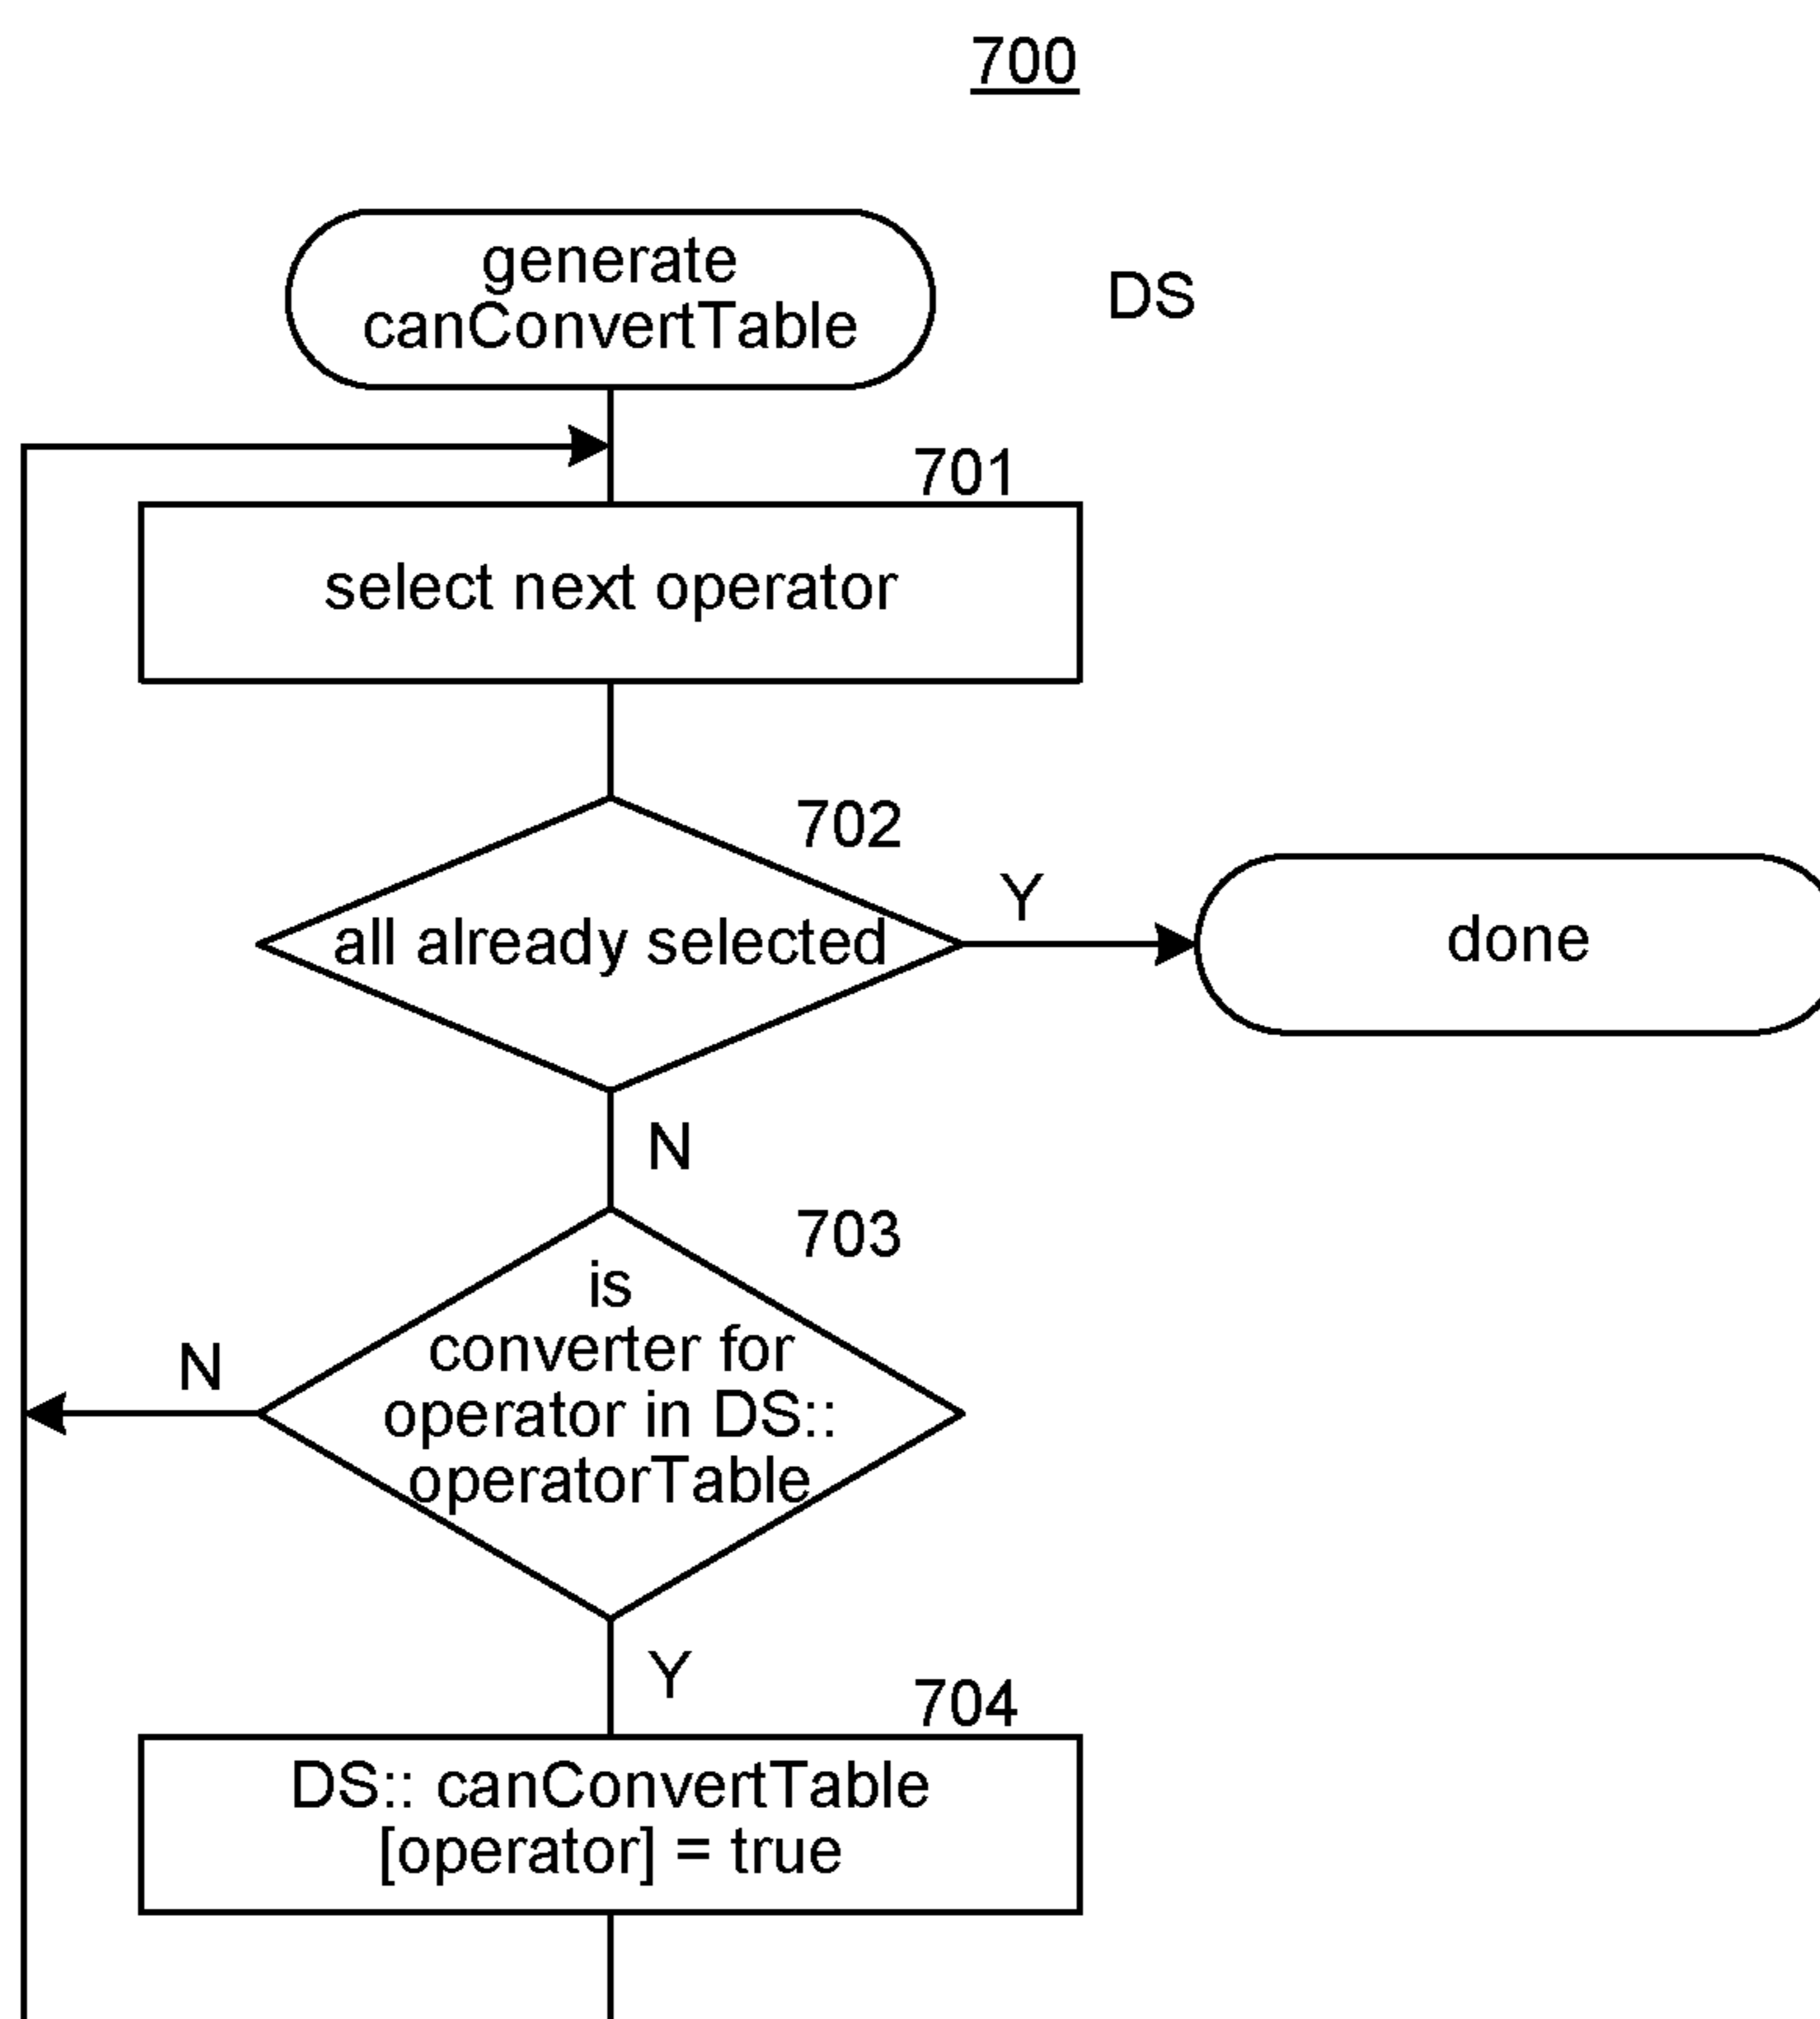 700
generate
canConvertTable
DS
701
select next operator
702
all already selected
Y
done
N
703
is
converter for
operator in DS::
operatorTable
N
Y
704
DS:: canConvertTable
[operator] = true